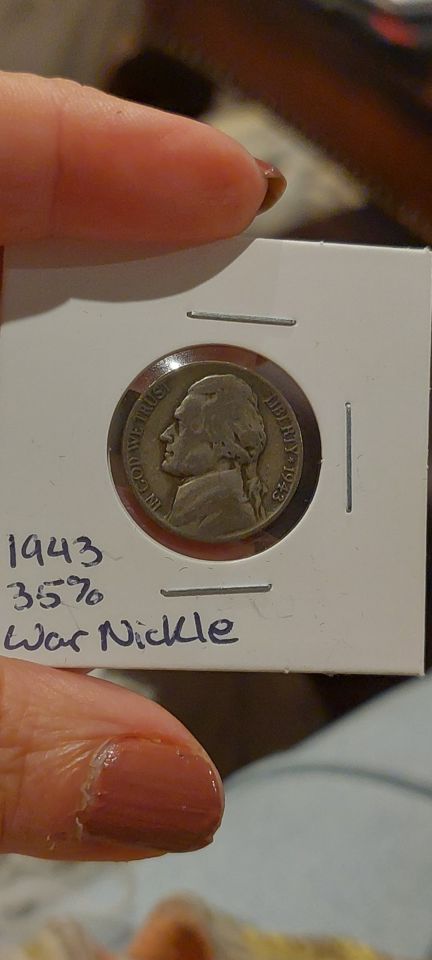 IN GOD WE TRUST
LIBERTY ★ 1943
1943
35%
War Nickle